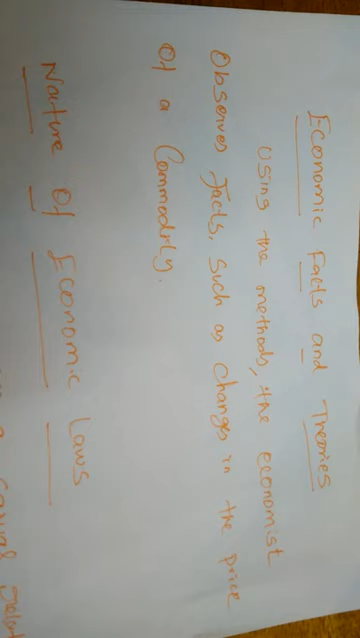 Economic Facts and Theories
Using the methods, the economist
Observes facts, such as changes in the price
Of a Commodity.
Nature Of Economic Laws